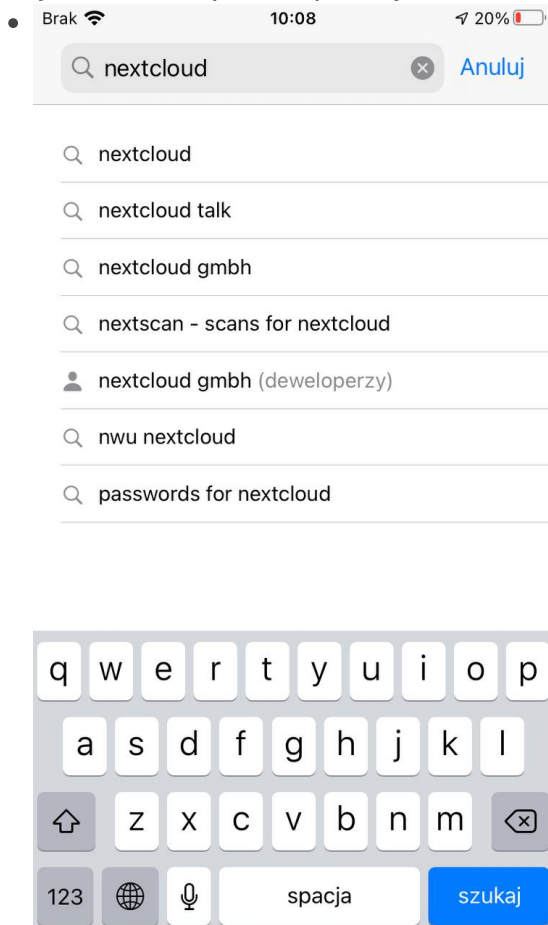 Brak 10:08 20%
nextcloud Anuluj
nextcloud
nextcloud talk
nextcloud gmbh
nextscan - scans for nextcloud
nextcloud gmbh (deweloperzy)
nwu nextcloud
passwords for nextcloud
q w e r t y u i o p
a s d f g h j k l
z x c v b n m
123 spacja szukaj